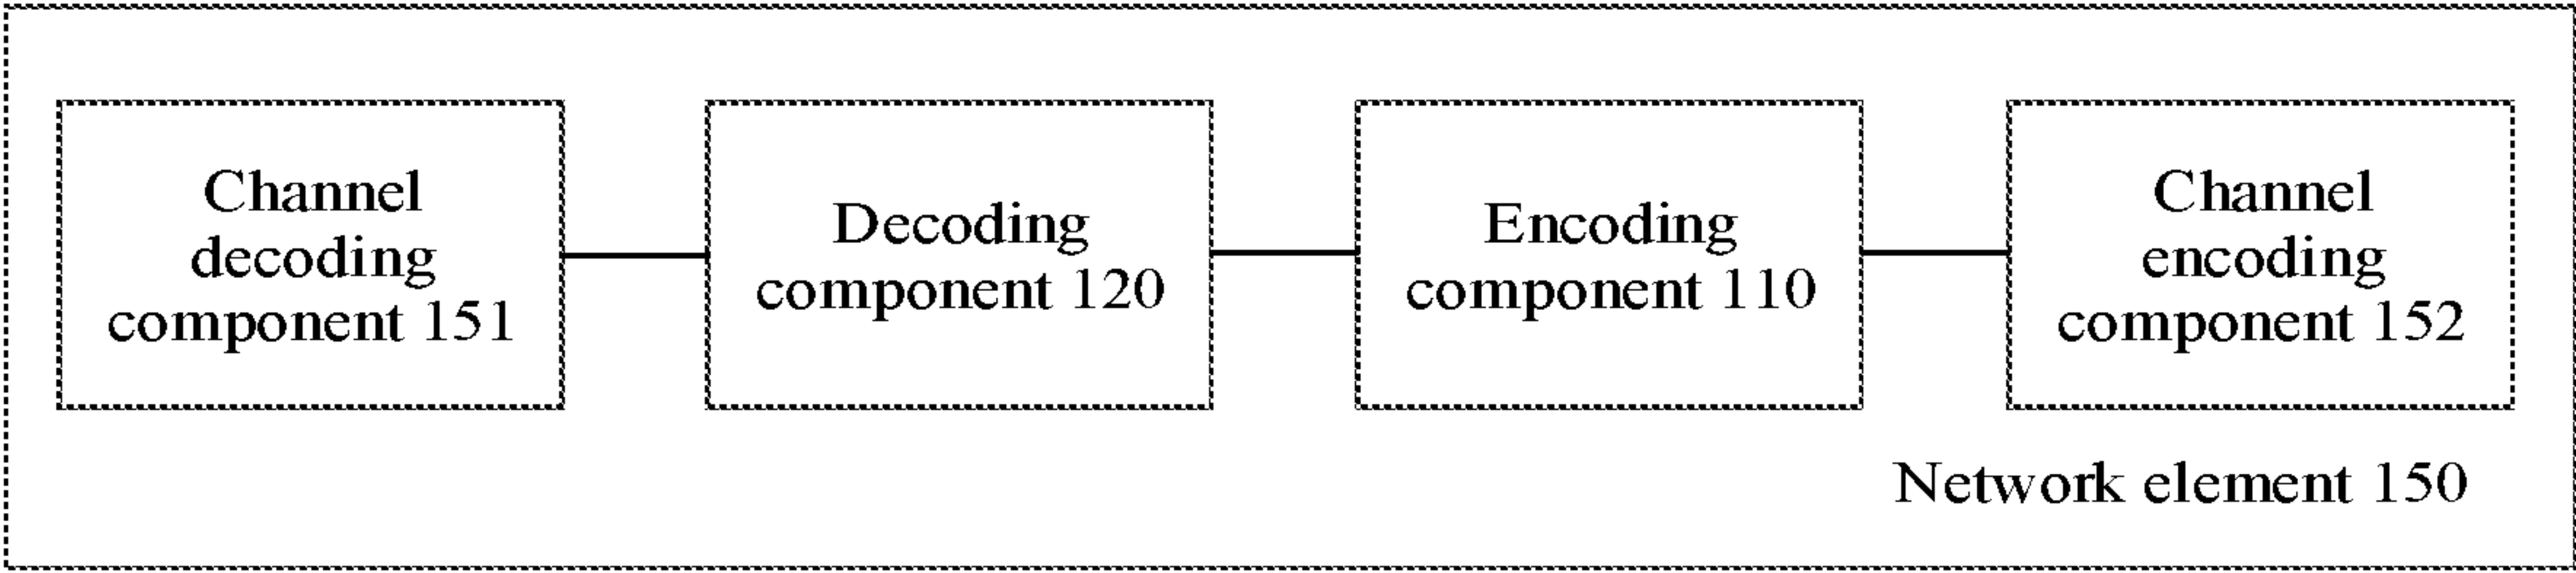 Channel
decoding
component 151
Decoding
component 120
Encoding
component 110
Channel
encoding
component 152
Network element 150